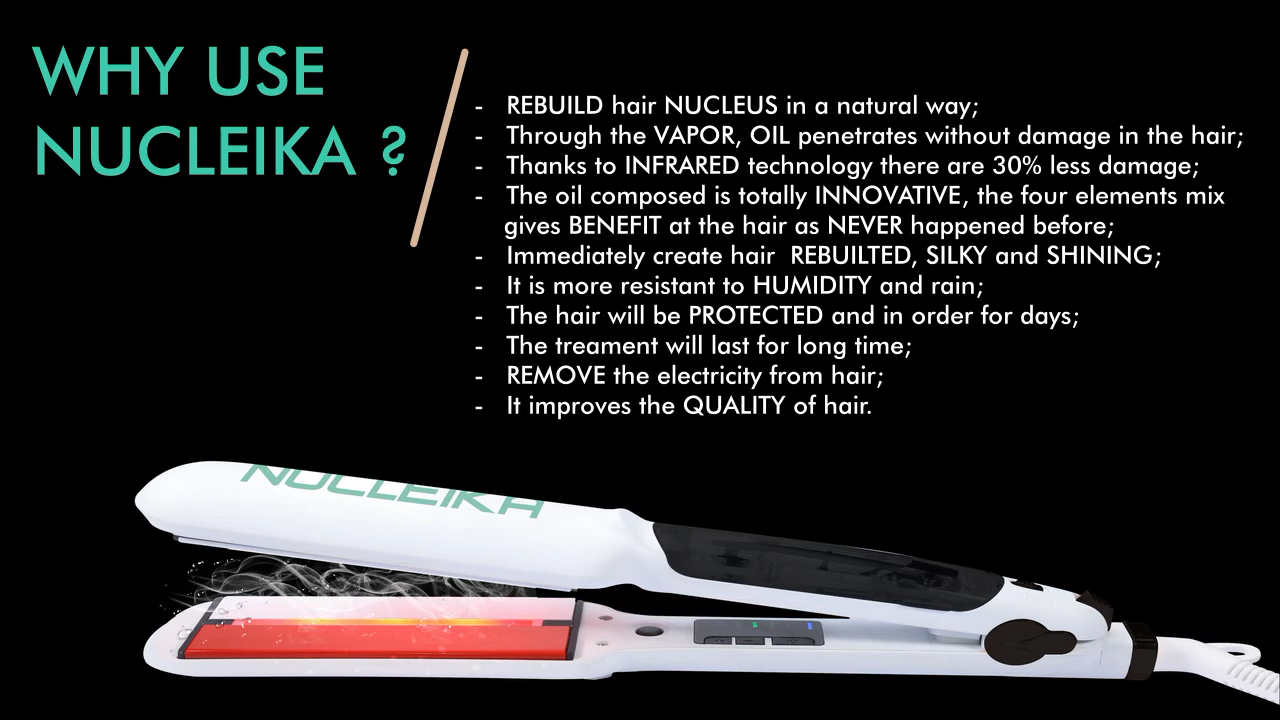 WHY USE
NUCLEIKA ?
- REBUILD hair NUCLEUS in a natural way;
- Through the VAPOR, OIL penetrates without damage in the hair;
- Thanks to INFRARED technology there are 30% less damage;
- The oil composed is totally INNOVATIVE, the four elements mix
gives BENEFIT at the hair as NEVER happened before;
- Immediately create hair  REBUILTED, SILKY and SHINING;
- It is more resistant to HUMIDITY and rain;
- The hair will be PROTECTED and in order for days;
- The treament will last for long time;
- REMOVE the electricity from hair;
- It improves the QUALITY of hair.
NUCLEIKA